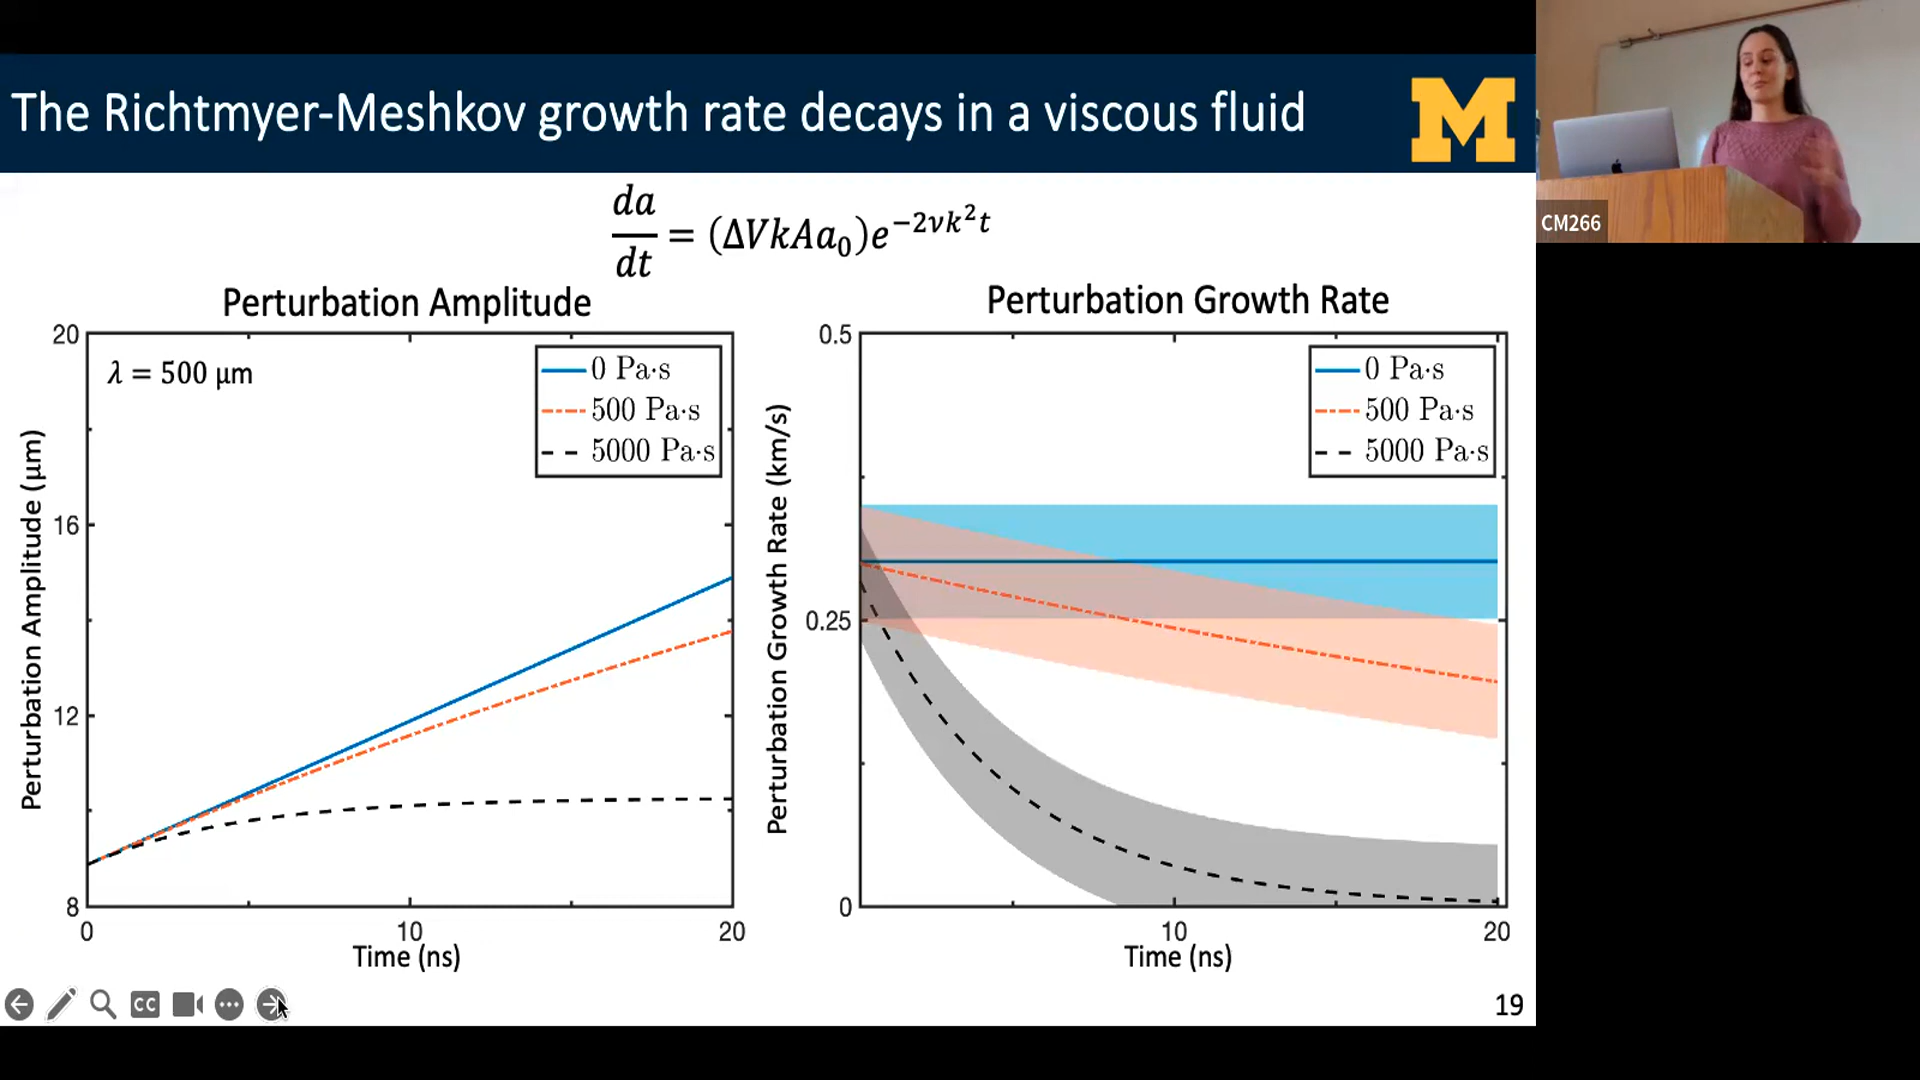 The Richtmyer-Meshkov growth rate decays in a viscous fluid
M
CM266
da/dt = (ΔVkAa₀)e^{−2νk²t}
Perturbation Amplitude
Perturbation Growth Rate
λ = 500 μm
0 Pa·s
500 Pa·s
5000 Pa·s
20
16
12
8
0
10
20
Time (ns)
Perturbation Amplitude (μm)
0 Pa·s
500 Pa·s
5000 Pa·s
0.5
0.25
0
10
20
Time (ns)
Perturbation Growth Rate (km/s)
CC
19